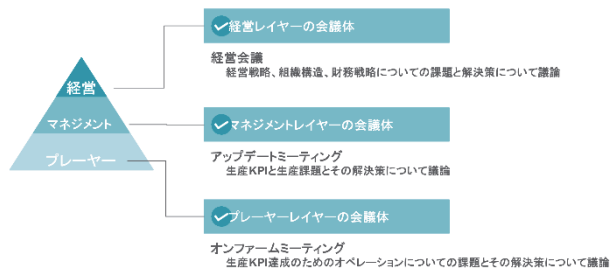 経営
マネジメント
プレーヤー
経営レイヤーの会議体
経営会議
経営戦略、組織構造、財務戦略についての課題と解決策について議論
マネジメントレイヤーの会議体
アップデートミーティング
生産KPIと生産課題とその解決策について議論
プレーヤーレイヤーの会議体
オンファームミーティング
生産KPI達成のためのオペレーションについての課題とその解決策について議論